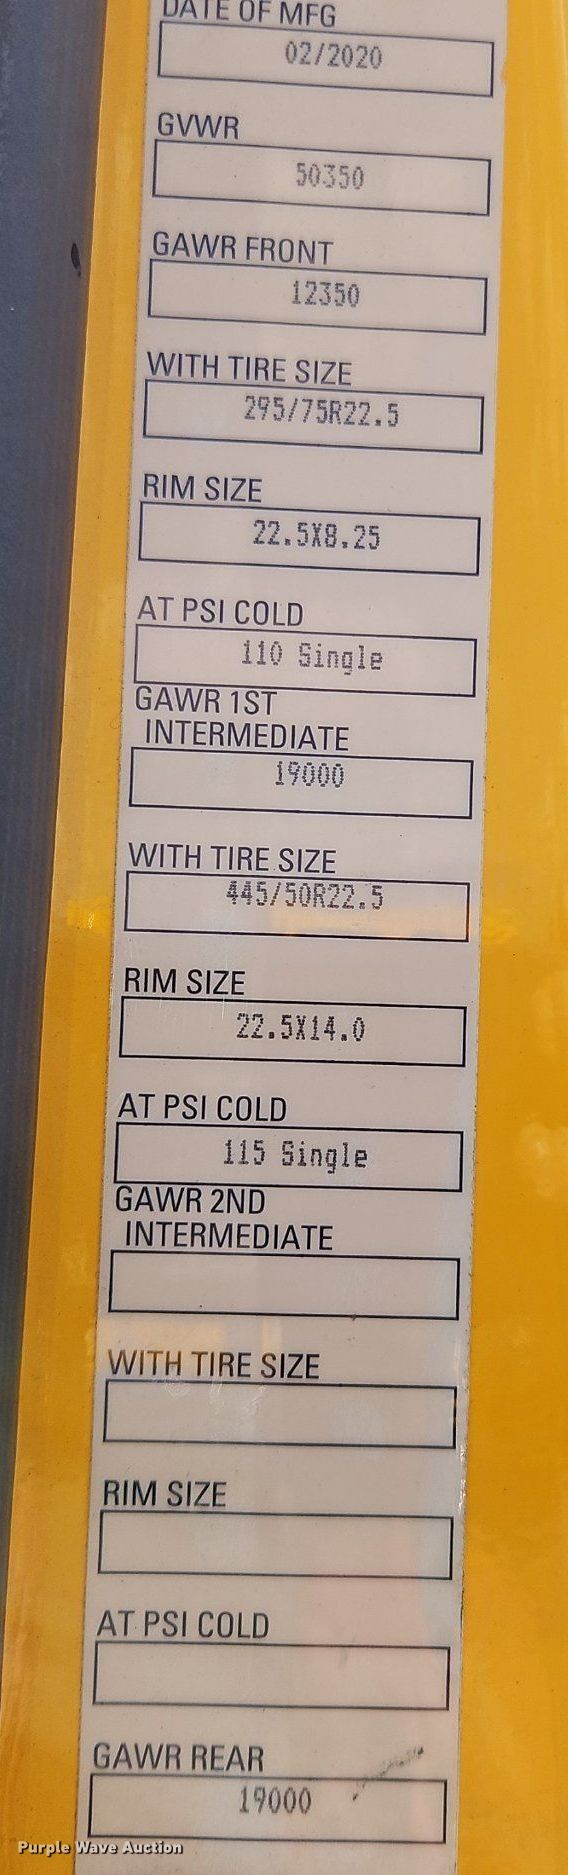 DATE OF MFG
02/2020
GVWR
50350
GAWR FRONT
12350
WITH TIRE SIZE
295/75R22.5
RIM SIZE
22.5X8.25
AT PSI COLD
110 Single
GAWR 1ST
INTERMEDIATE
19000
WITH TIRE SIZE
445/50R22.5
RIM SIZE
22.5X14.0
AT PSI COLD
115 Single
GAWR 2ND
INTERMEDIATE
WITH TIRE SIZE
RIM SIZE
AT PSI COLD
GAWR REAR
19000
Purple Wave Auction